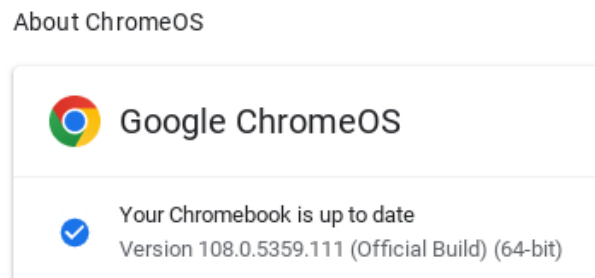 About ChromeOS
Google ChromeOS
Your Chromebook is up to date
Version 108.0.5359.111 (Official Build) (64-bit)